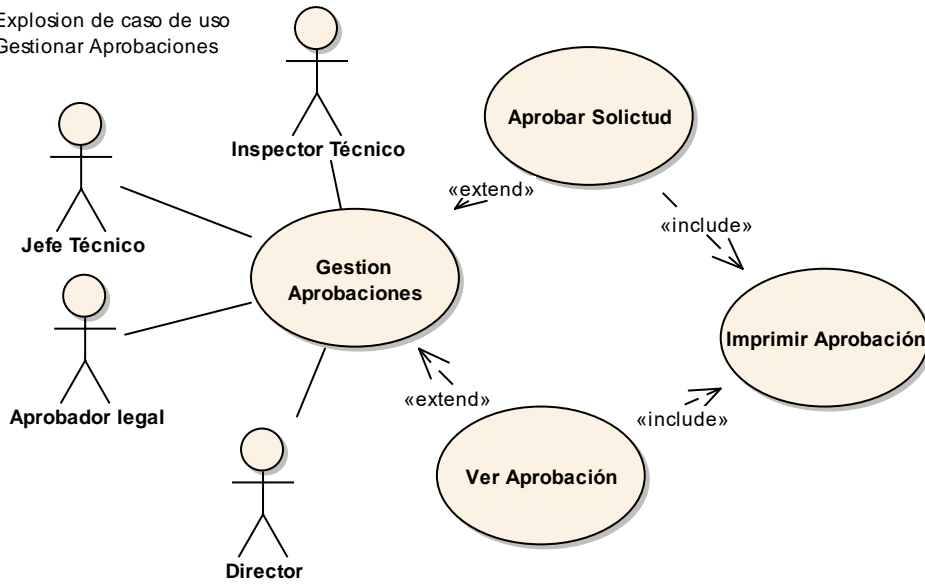 Explosion de caso de uso
Gestionar Aprobaciones
Inspector Técnico
Aprobar Solictud
«extend»
Jefe Técnico
«include»
Gestion
Aprobaciones
Imprimir Aprobación
Aprobador legal
«extend»
«include»
Ver Aprobación
Director